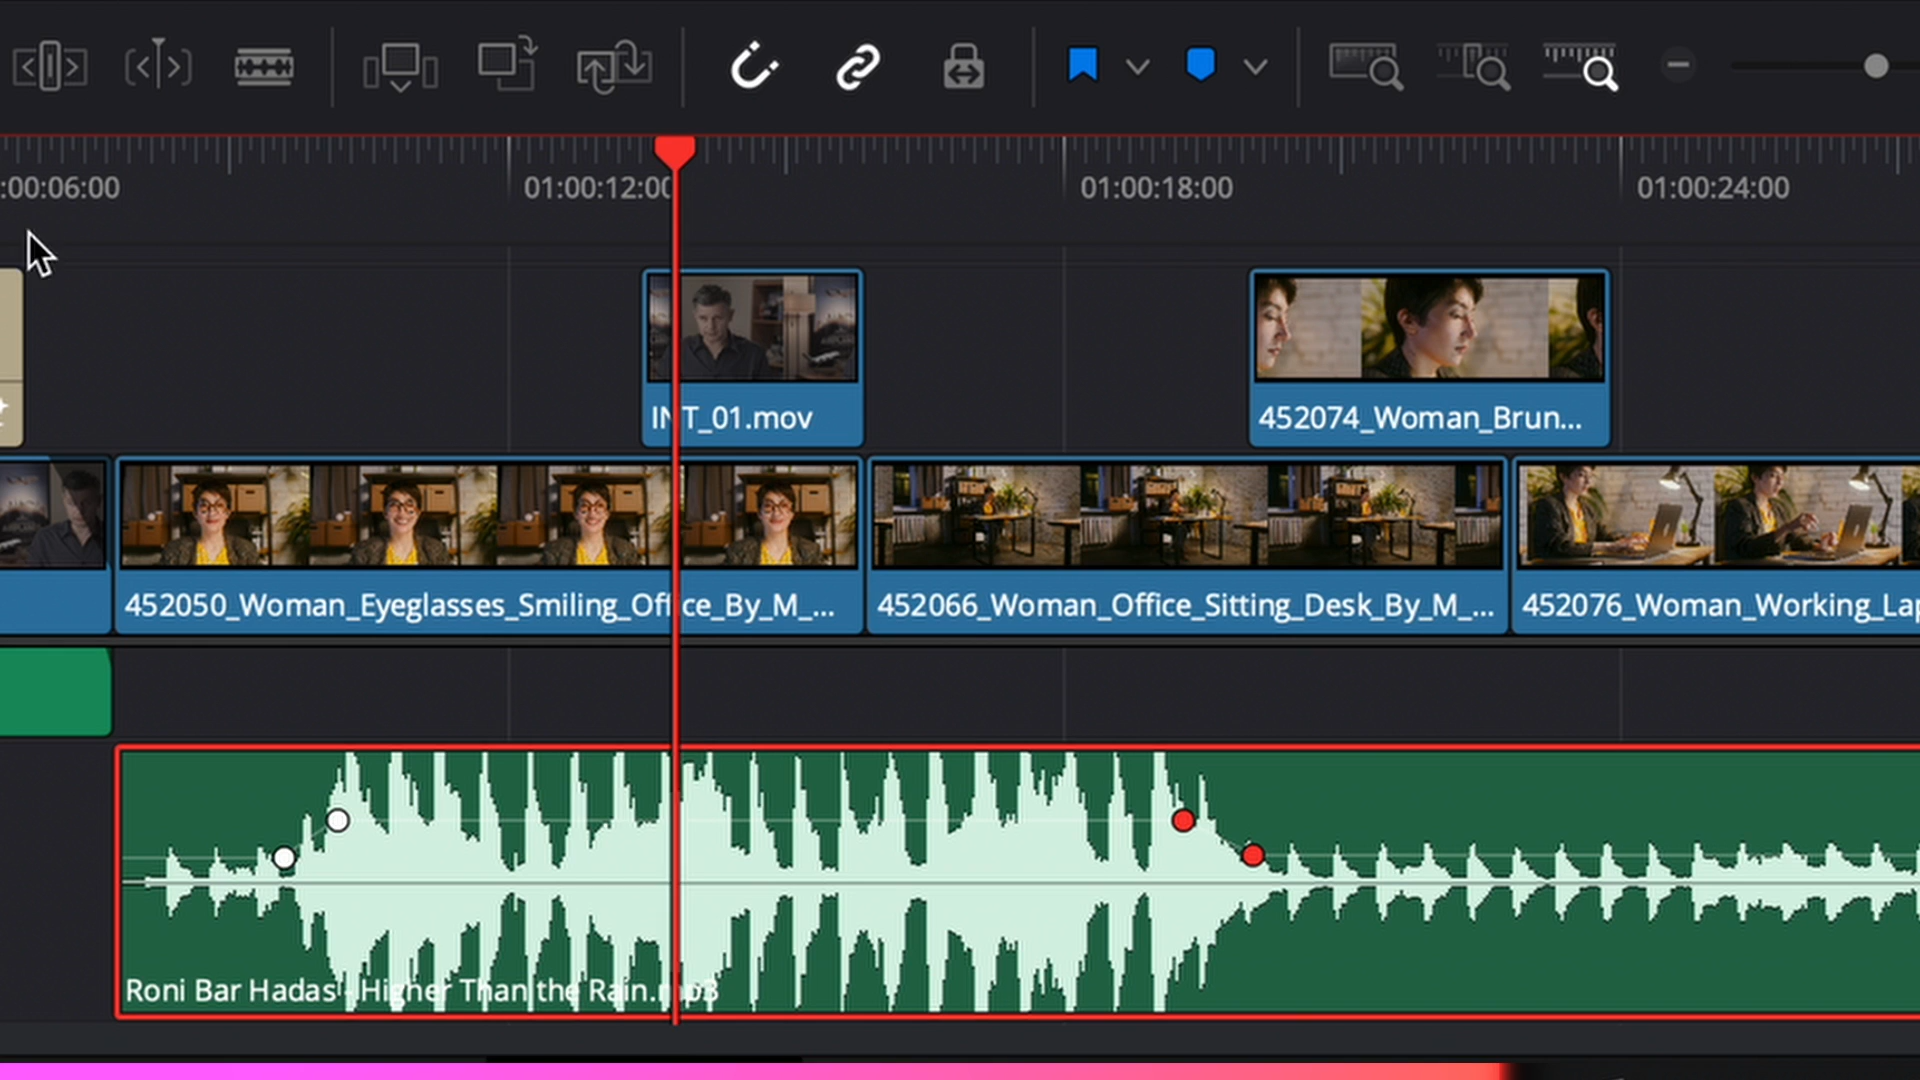 :00:06:00
01:00:12:00
01:00:18:00
01:00:24:00
INT_01.mov
452074_Woman_Brun...
452050_Woman_Eyeglasses_Smiling_Office_By_M_...
452066_Woman_Office_Sitting_Desk_By_M_...
452076_Woman_Working_Lap
Roni Bar Hadas - Higher Than the Rain.mp3